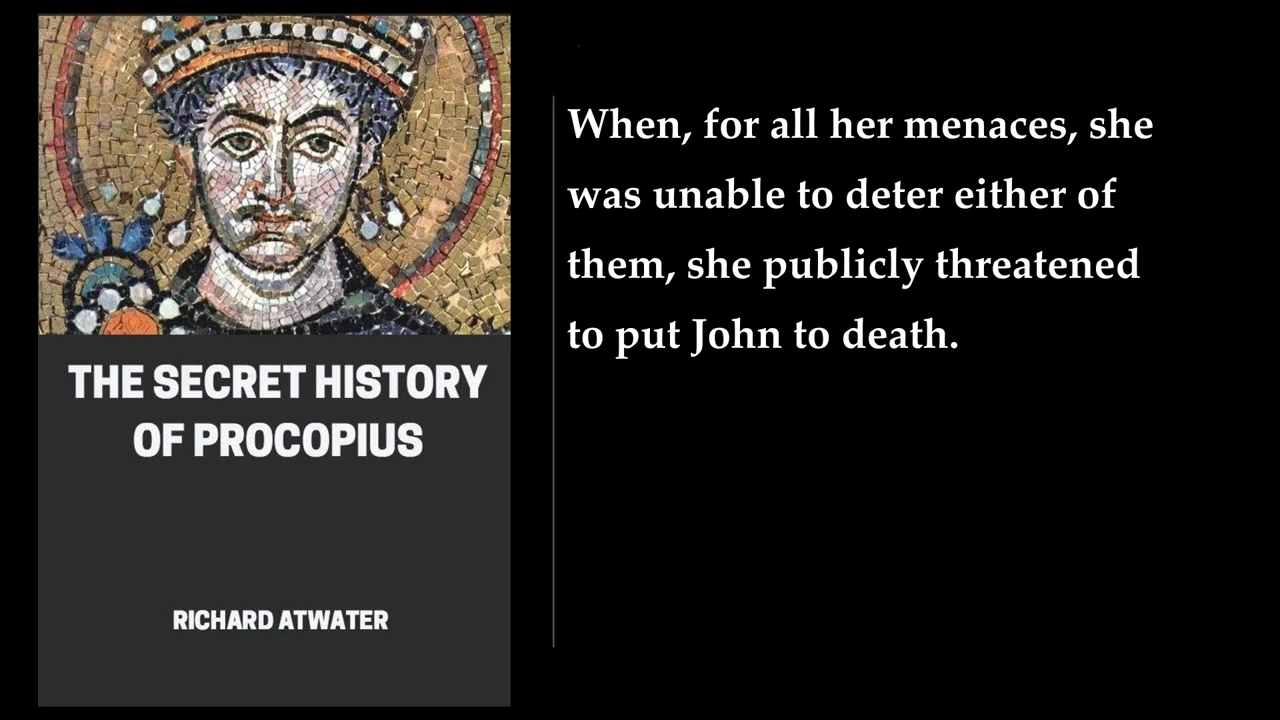 THE SECRET HISTORY
OF PROCOPIUS
RICHARD ATWATER
When, for all her menaces, she
was unable to deter either of
them, she publicly threatened
to put John to death.